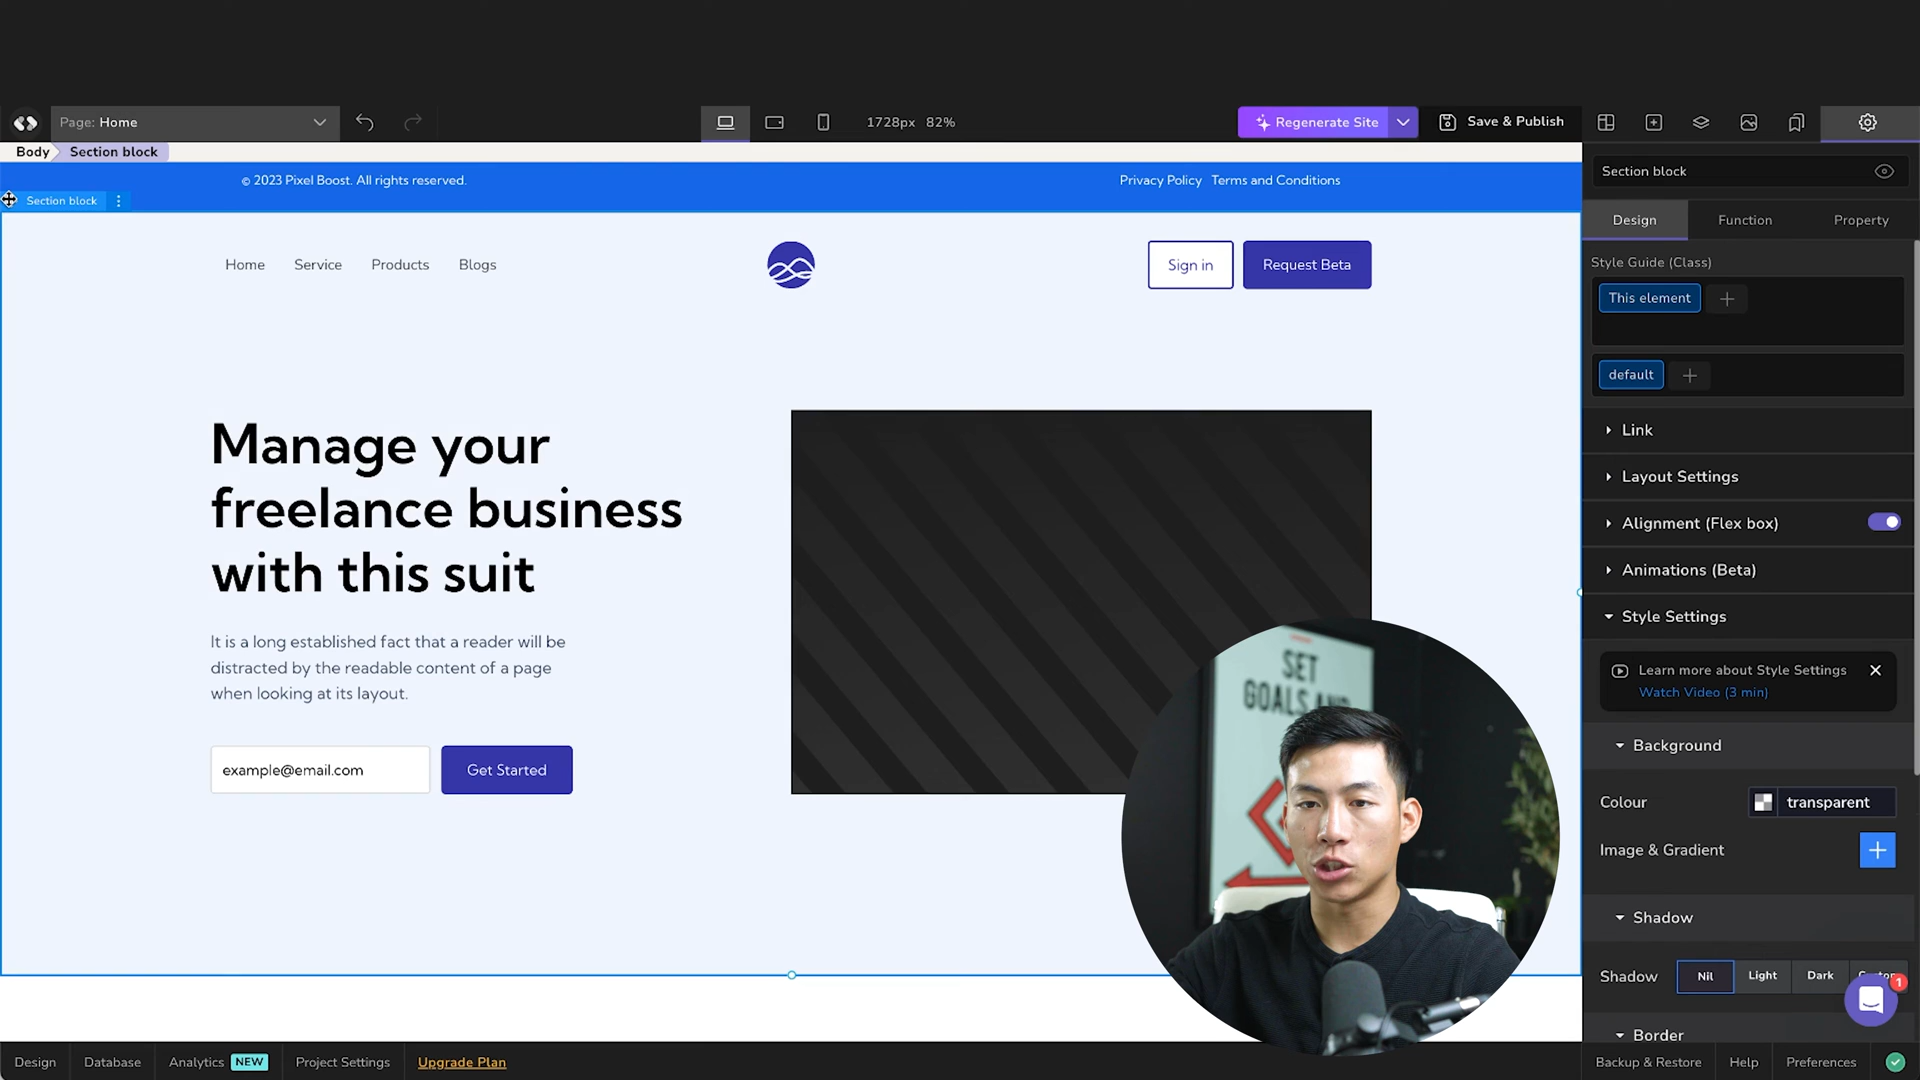 Page: Home
1728px 82%
Regenerate Site
Save & Publish
Body
Section block
© 2023 Pixel Boost. All rights reserved.
Privacy Policy Terms and Conditions
Section block
Section block
Design Function Property
Home Service Products Blogs
Sign in
Request Beta
Style Guide (Class)
This element
default
Link
Layout Settings
Alignment (Flex box)
Animations (Beta)
Style Settings
Learn more about Style Settings
Watch Video (3 min)
Background
Colour transparent
Image & Gradient
Shadow
Shadow Nil Light Dark
1
Border
Manage your
freelance business
with this suit
It is a long established fact that a reader will be
distracted by the readable content of a page
when looking at its layout.
example@email.com
Get Started
SET
GOALS AND
Design Database Analytics NEW Project Settings Upgrade Plan
Backup & Restore Help Preferences